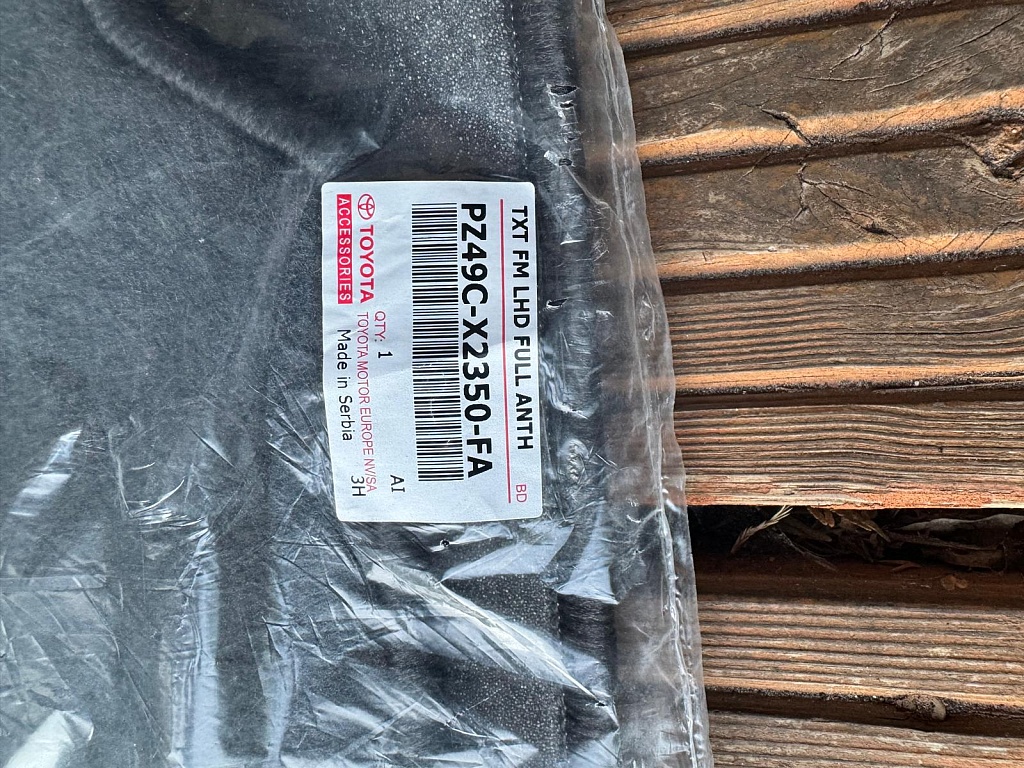 TXT FM LHD FULL ANTH
BD
PZ49C-X2350-FA
QTY: 1
AI
TOYOTA
TOYOTA MOTOR EUROPE NV/SA
ACCESSORIES
Made in Serbia
3H